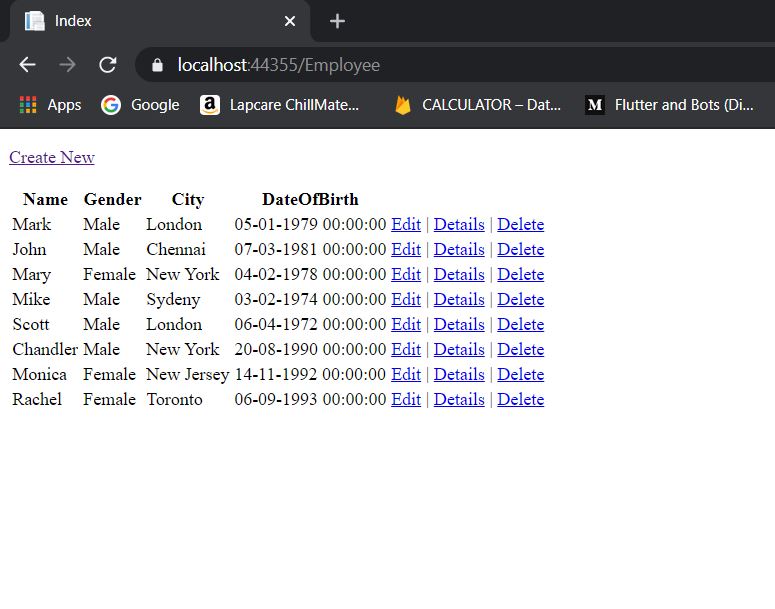 Index
localhost:44355/Employee
Apps Google Lapcare ChillMate... CALCULATOR – Dat... Flutter and Bots (Di...
Create New
Name Gender City DateOfBirth
Mark Male London 05-01-1979 00:00:00 Edit | Details | Delete
John Male Chennai 07-03-1981 00:00:00 Edit | Details | Delete
Mary Female New York 04-02-1978 00:00:00 Edit | Details | Delete
Mike Male Sydeny 03-02-1974 00:00:00 Edit | Details | Delete
Scott Male London 06-04-1972 00:00:00 Edit | Details | Delete
Chandler Male New York 20-08-1990 00:00:00 Edit | Details | Delete
Monica Female New Jersey 14-11-1992 00:00:00 Edit | Details | Delete
Rachel Female Toronto 06-09-1993 00:00:00 Edit | Details | Delete